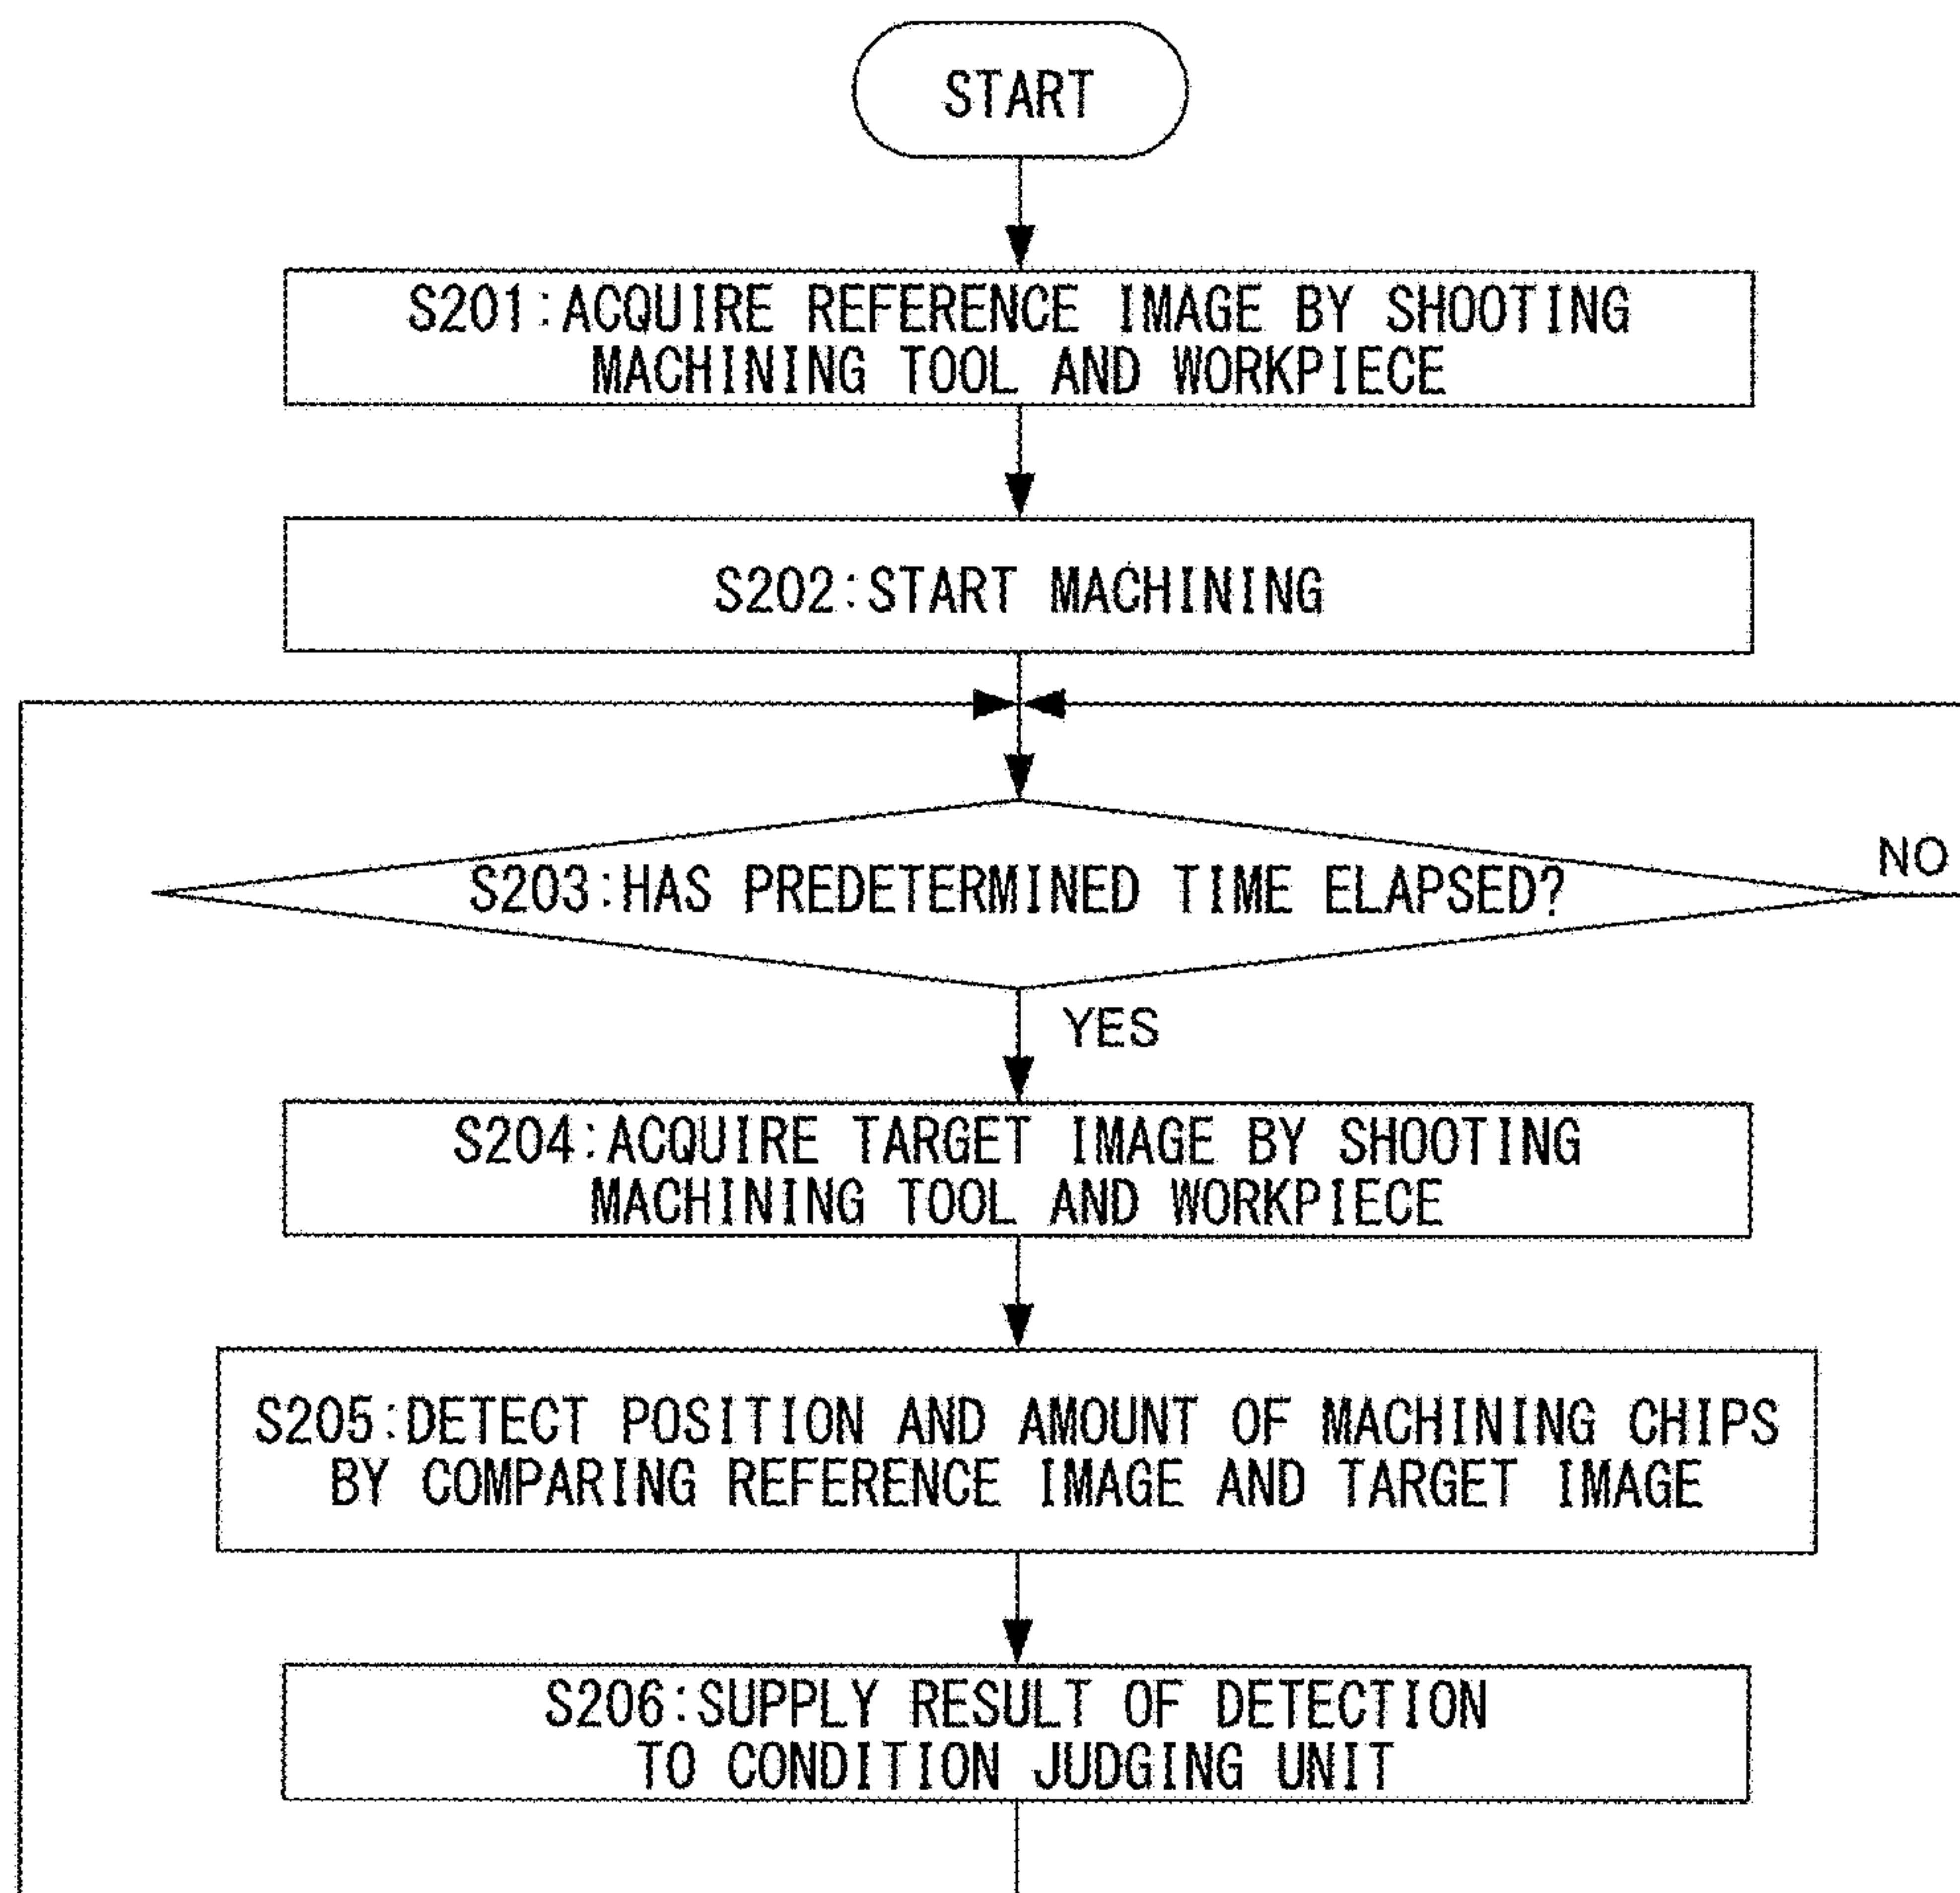 START
S201:ACQUIRE REFERENCE IMAGE BY SHOOTING
MACHINING TOOL AND WORKPIECE
S202:START MACHINING
S203:HAS PREDETERMINED TIME ELAPSED?
NO
YES
S204:ACQUIRE TARGET IMAGE BY SHOOTING
MACHINING TOOL AND WORKPIECE
S205:DETECT POSITION AND AMOUNT OF MACHINING CHIPS
BY COMPARING REFERENCE IMAGE AND TARGET IMAGE
S206:SUPPLY RESULT OF DETECTION
TO CONDITION JUDGING UNIT